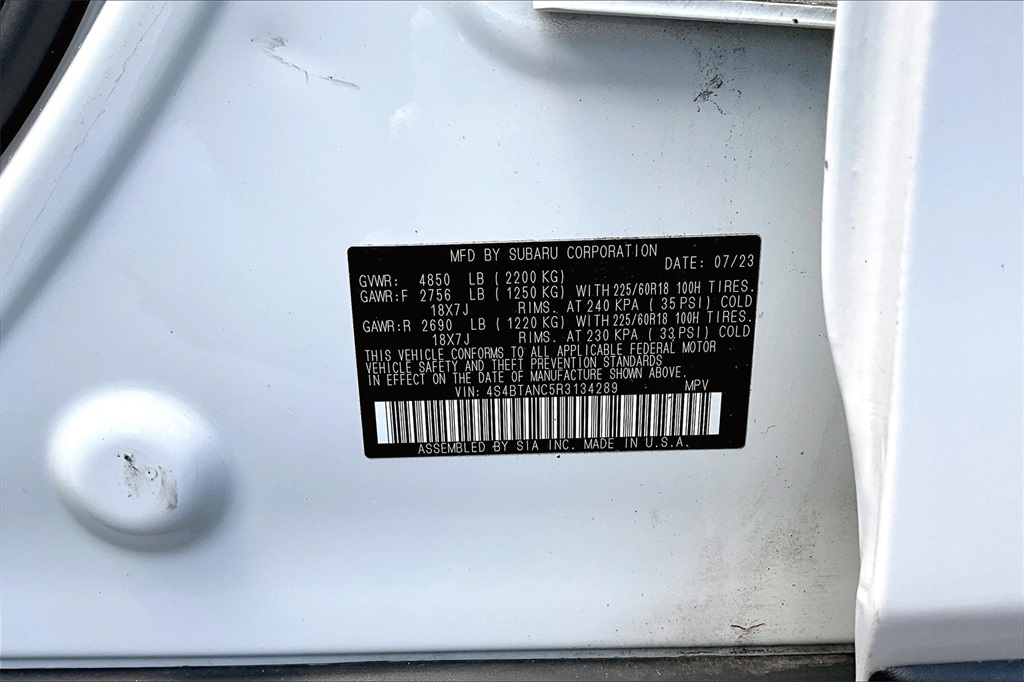 MFD BY SUBARU CORPORATION DATE: 07/23
GVWR: 4850 LB ( 2200 KG)
GAWR:F 2756 LB ( 1250 KG) WITH 225/60R18 100H TIRES.
18X7J RIMS. AT 240 KPA ( 35 PSI) COLD
GAWR:R 2690 LB ( 1220 KG) WITH 225/60R18 100H TIRES.
18X7J RIMS. AT 230 KPA ( 33 PSI) COLD
THIS VEHICLE CONFORMS TO ALL APPLICABLE FEDERAL MOTOR
VEHICLE SAFETY AND THEFT PREVENTION STANDARDS
IN EFFECT ON THE DATE OF MANUFACTURE SHOWN ABOVE.
VIN: 4S4BTANC5R3134289 MPV
ASSEMBLED BY SIA INC. MADE IN U.S.A.